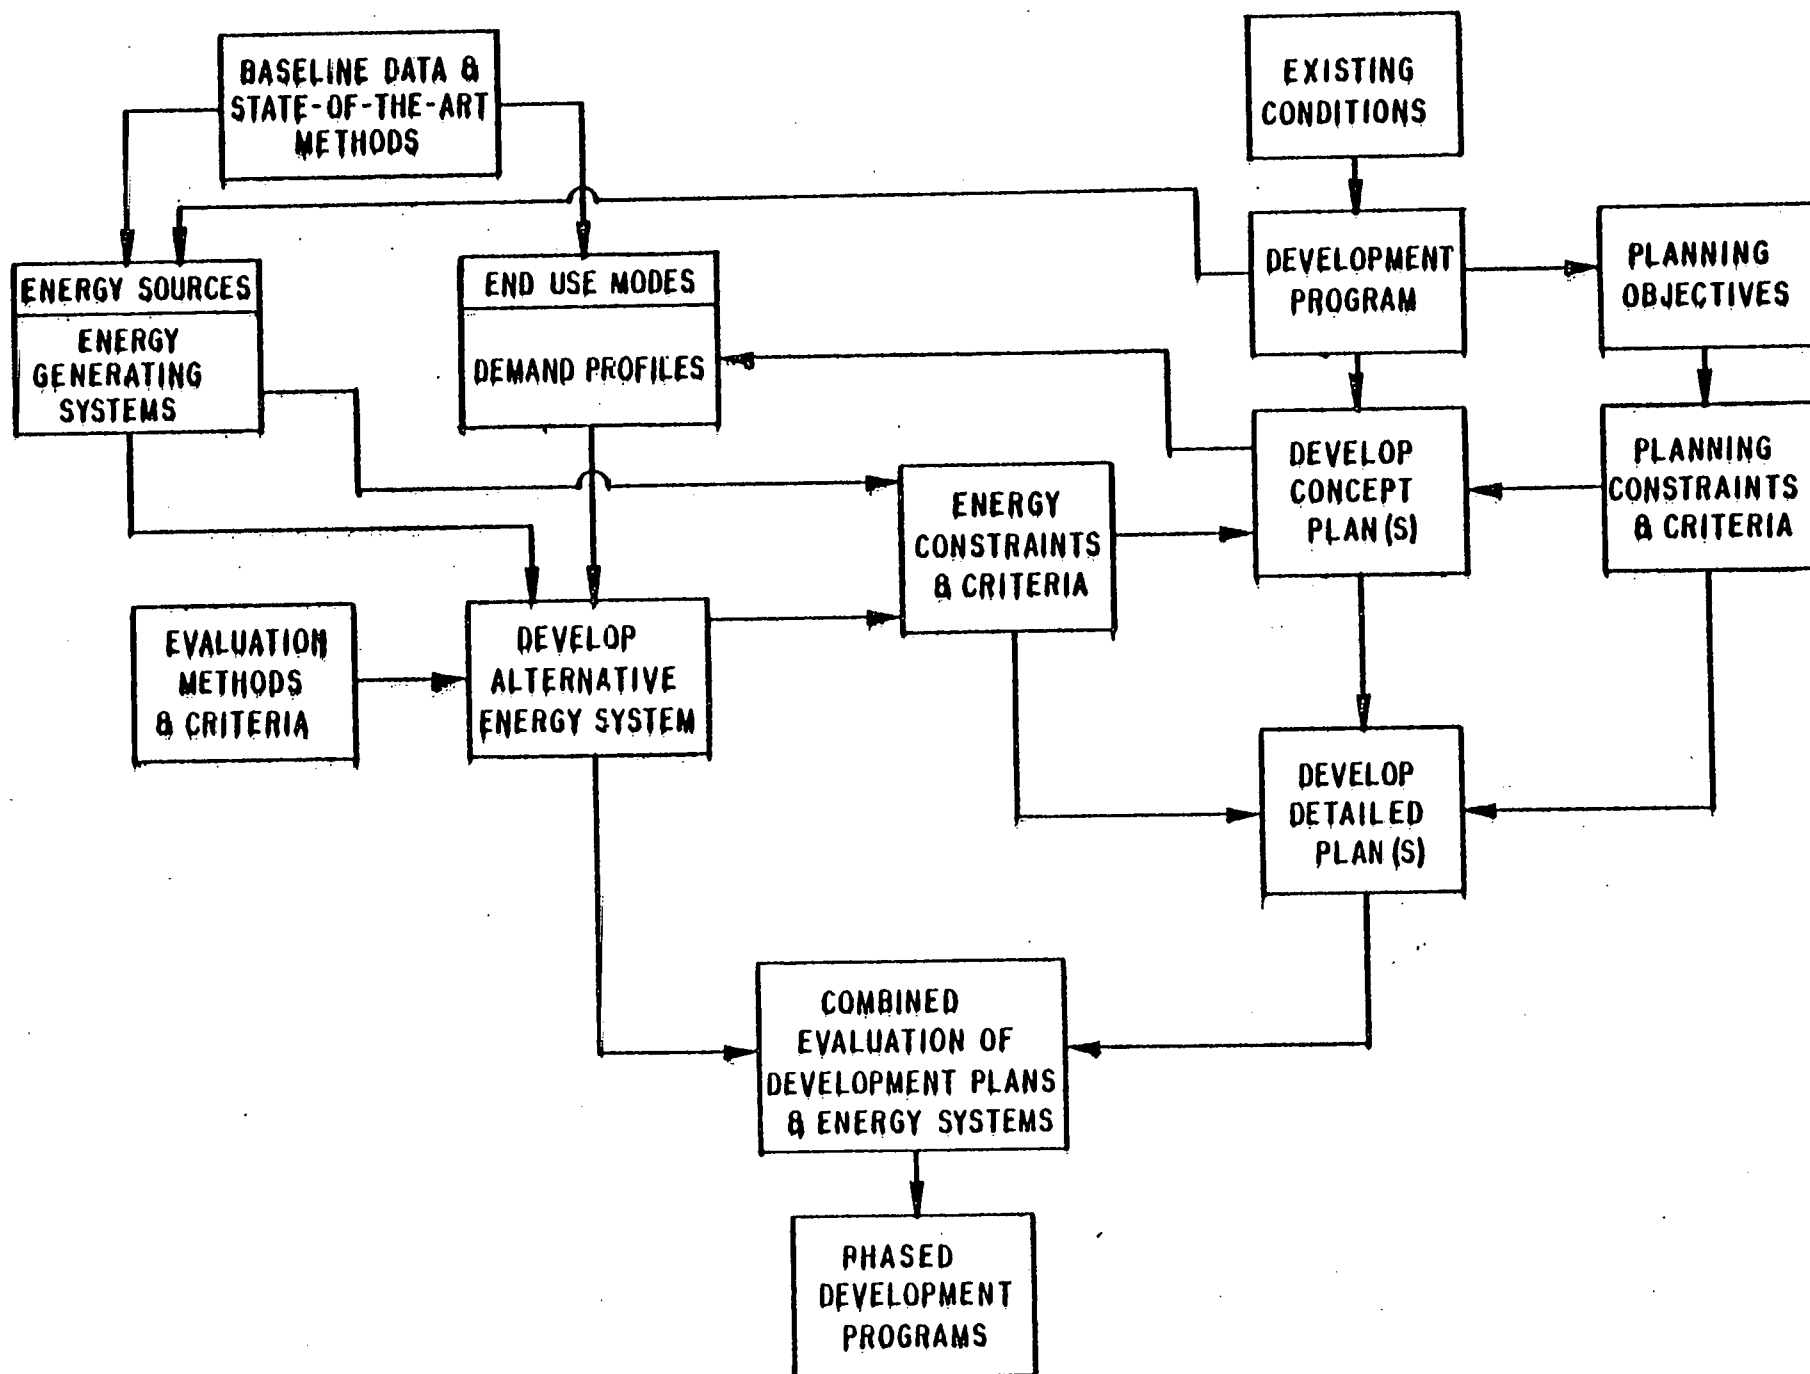 BASELINE DATA &
STATE-OF-THE-ART
METHODS
EXISTING
CONDITIONS
ENERGY SOURCES
ENERGY
GENERATING
SYSTEMS
END USE MODES
DEMAND PROFILES
DEVELOPMENT
PROGRAM
PLANNING
OBJECTIVES
ENERGY
CONSTRAINTS
& CRITERIA
DEVELOP
CONCEPT
PLAN (S)
PLANNING
CONSTRAINTS
& CRITERIA
EVALUATION
METHODS
& CRITERIA
DEVELOP
ALTERNATIVE
ENERGY SYSTEM
DEVELOP
DETAILED
PLAN (S)
COMBINED
EVALUATION OF
DEVELOPMENT PLANS
& ENERGY SYSTEMS
PHASED
DEVELOPMENT
PROGRAMS